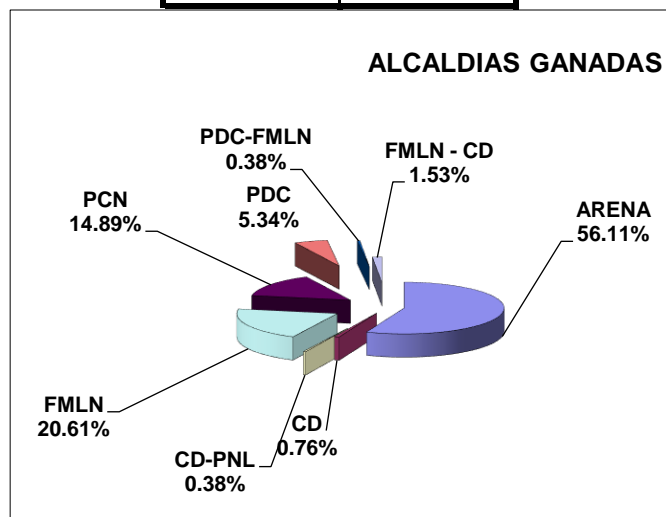 ALCALDIAS GANADAS
PDC-FMLN
0.38%
FMLN - CD
1.53%
PDC
5.34%
PCN
14.89%
ARENA
56.11%
FMLN
20.61%
CD-PNL
0.38%
CD
0.76%